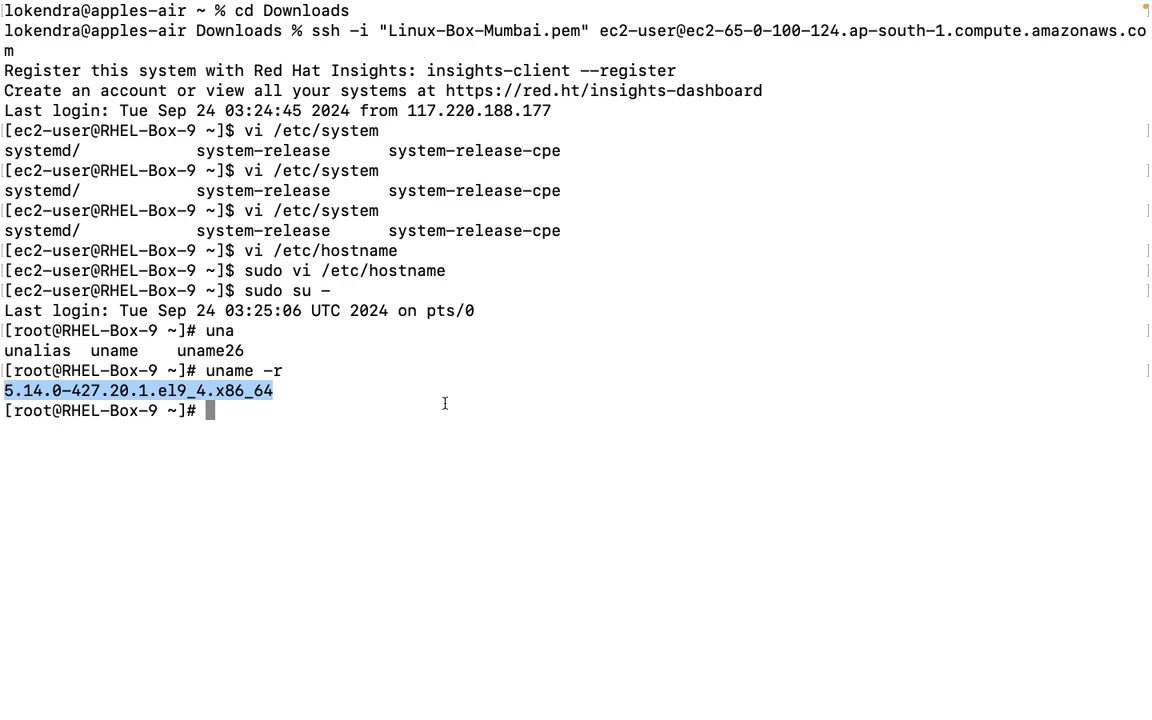 lokendra@apples-air ~ % cd Downloads
lokendra@apples-air Downloads % ssh -i "Linux-Box-Mumbai.pem" ec2-user@ec2-65-0-100-124.ap-south-1.compute.amazonaws.co
m
Register this system with Red Hat Insights: insights-client --register
Create an account or view all your systems at https://red.ht/insights-dashboard
Last login: Tue Sep 24 03:24:45 2024 from 117.220.188.177
[ec2-user@RHEL-Box-9 ~]$ vi /etc/system
systemd/            system-release      system-release-cpe
[ec2-user@RHEL-Box-9 ~]$ vi /etc/system
systemd/            system-release      system-release-cpe
[ec2-user@RHEL-Box-9 ~]$ vi /etc/system
systemd/            system-release      system-release-cpe
[ec2-user@RHEL-Box-9 ~]$ vi /etc/hostname
[ec2-user@RHEL-Box-9 ~]$ sudo vi /etc/hostname
[ec2-user@RHEL-Box-9 ~]$ sudo su -
Last login: Tue Sep 24 03:25:06 UTC 2024 on pts/0
[root@RHEL-Box-9 ~]# una
unalias  uname    uname26
[root@RHEL-Box-9 ~]# uname -r
5.14.0-427.20.1.el9_4.x86_64
[root@RHEL-Box-9 ~]#